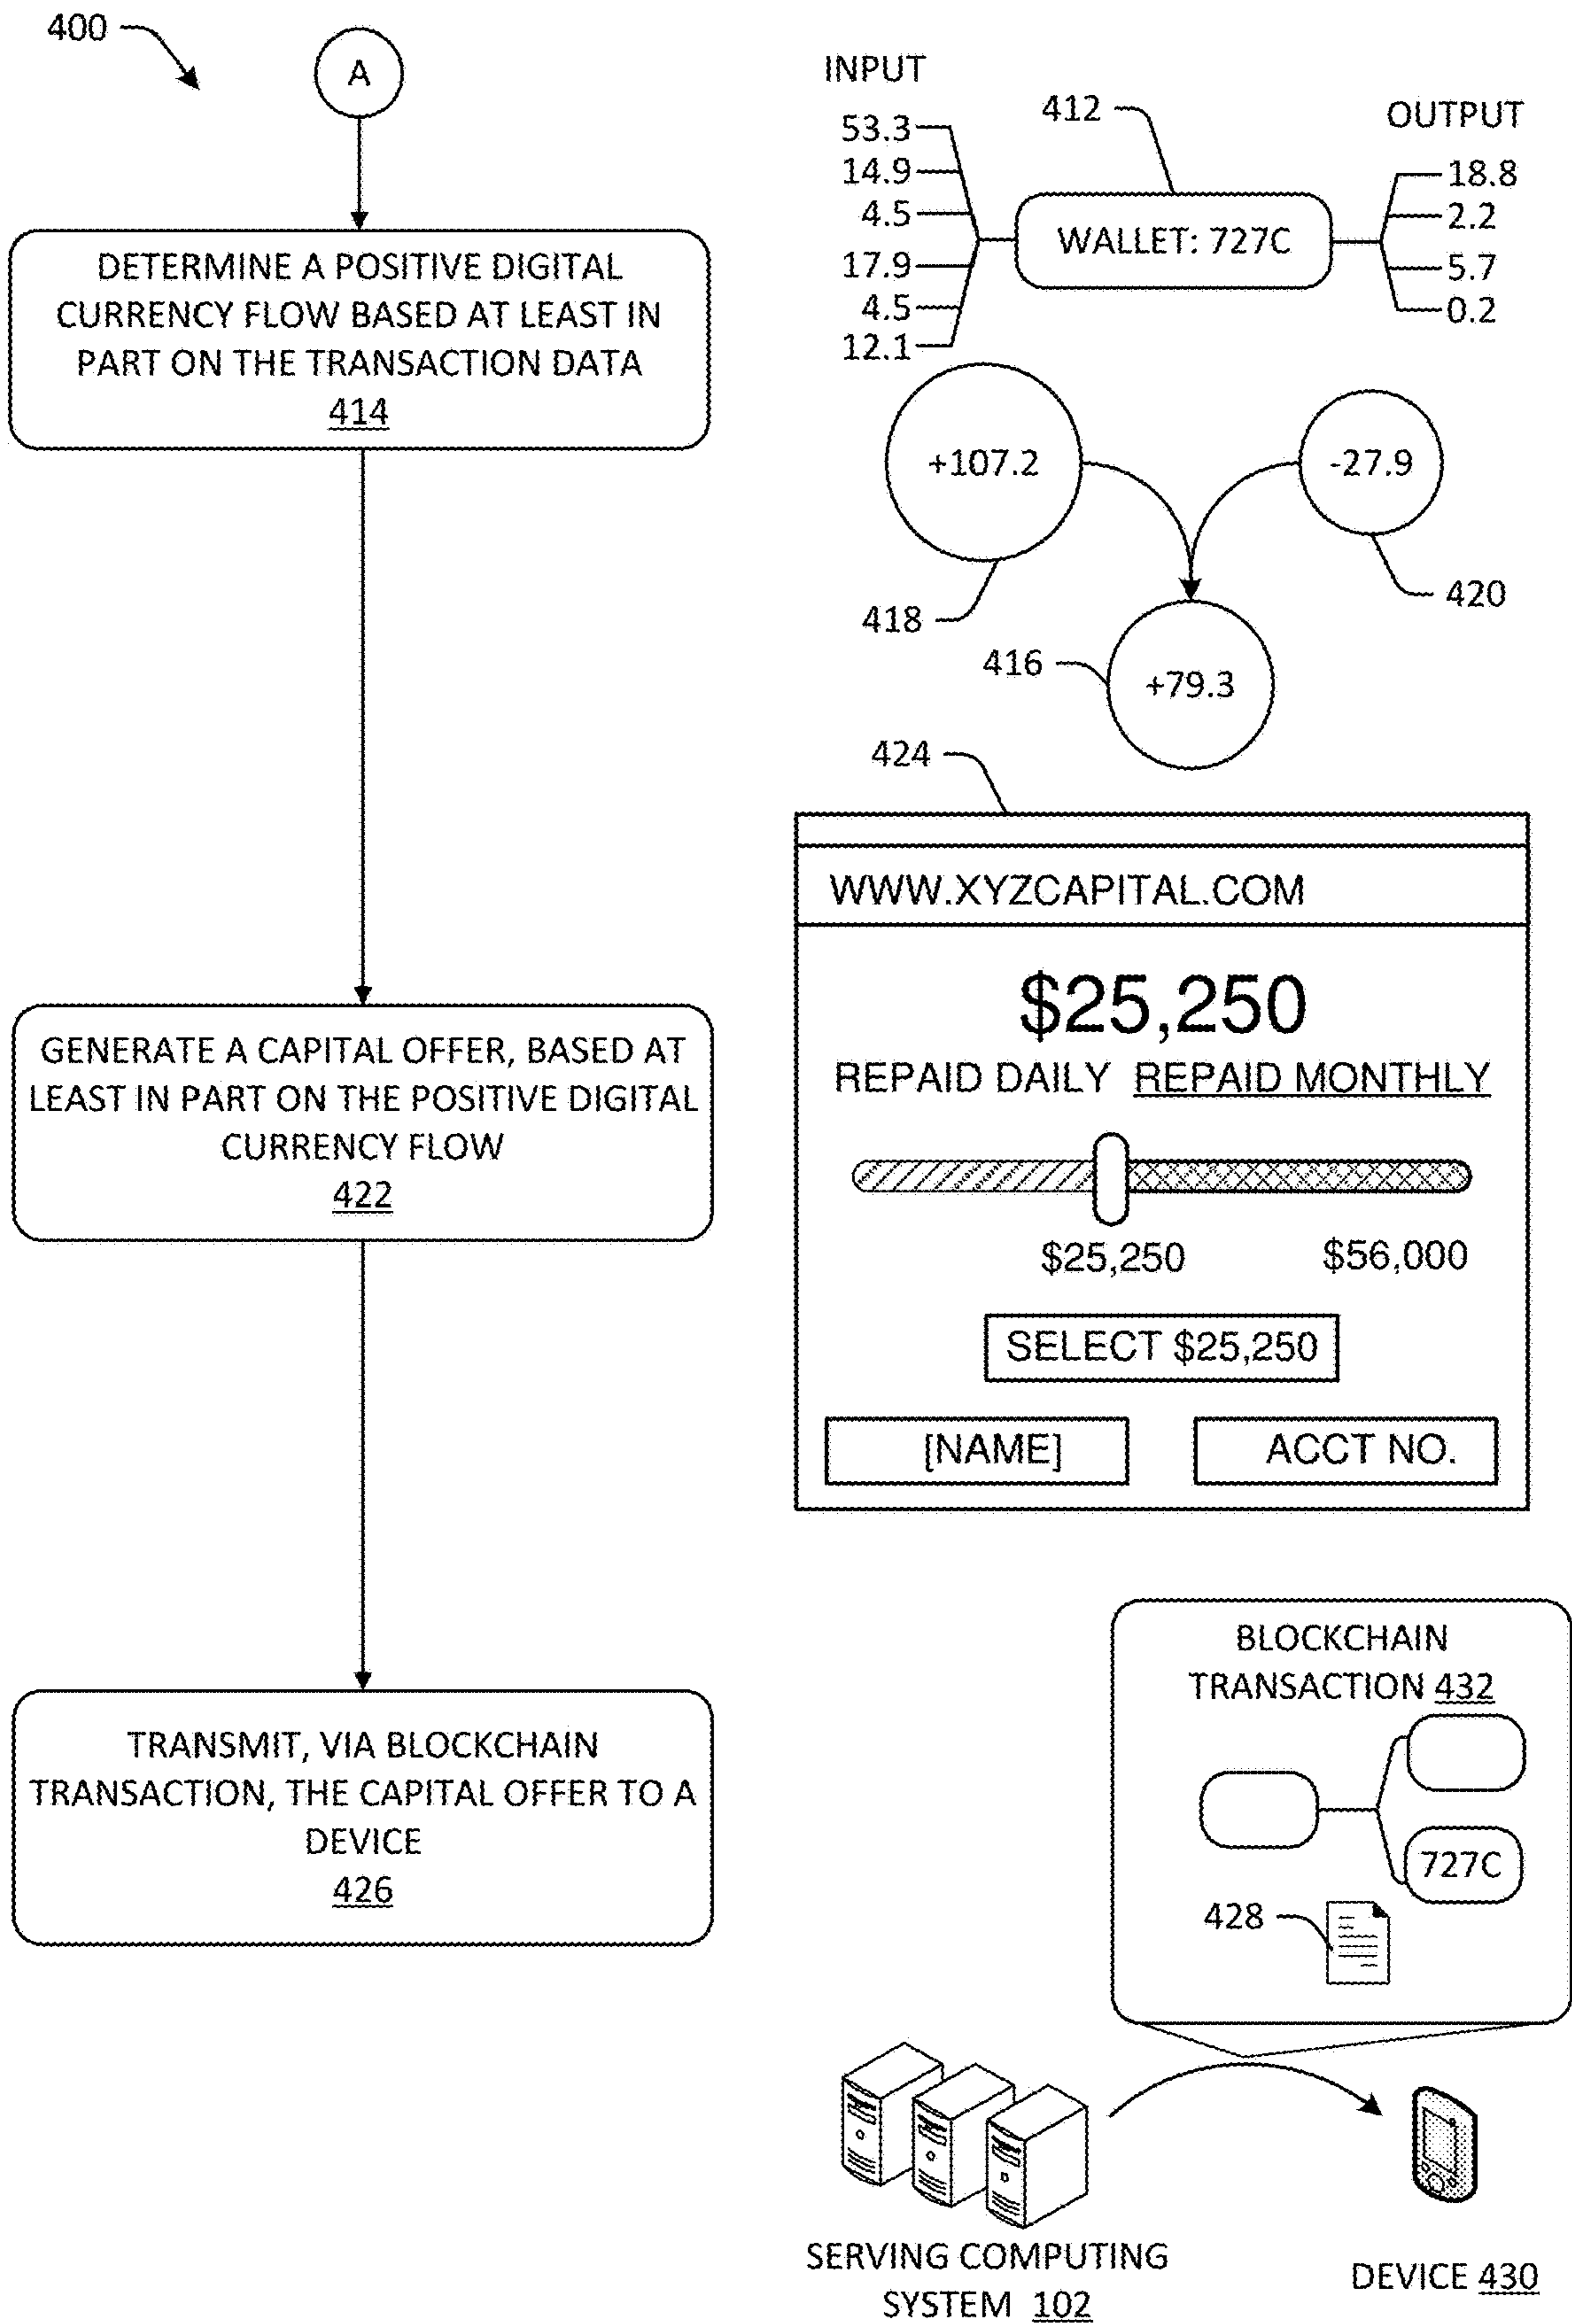 400
A
DETERMINE A POSITIVE DIGITAL
CURRENCY FLOW BASED AT LEAST IN
PART ON THE TRANSACTION DATA
414
INPUT
53.3
14.9
4.5
17.9
4.5
12.1
412
WALLET: 727C
OUTPUT
18.8
2.2
5.7
0.2
+107.2
-27.9
418
420
416
+79.3
GENERATE A CAPITAL OFFER, BASED AT
LEAST IN PART ON THE POSITIVE DIGITAL
CURRENCY FLOW
422
424
WWW.XYZCAPITAL.COM
$25,250
REPAID DAILY REPAID MONTHLY
$25,250 $56,000
SELECT $25,250
[NAME] ACCT NO.
TRANSMIT, VIA BLOCKCHAIN
TRANSACTION, THE CAPITAL OFFER TO A
DEVICE
426
BLOCKCHAIN
TRANSACTION 432
727C
428
SERVING COMPUTING
SYSTEM 102
DEVICE 430